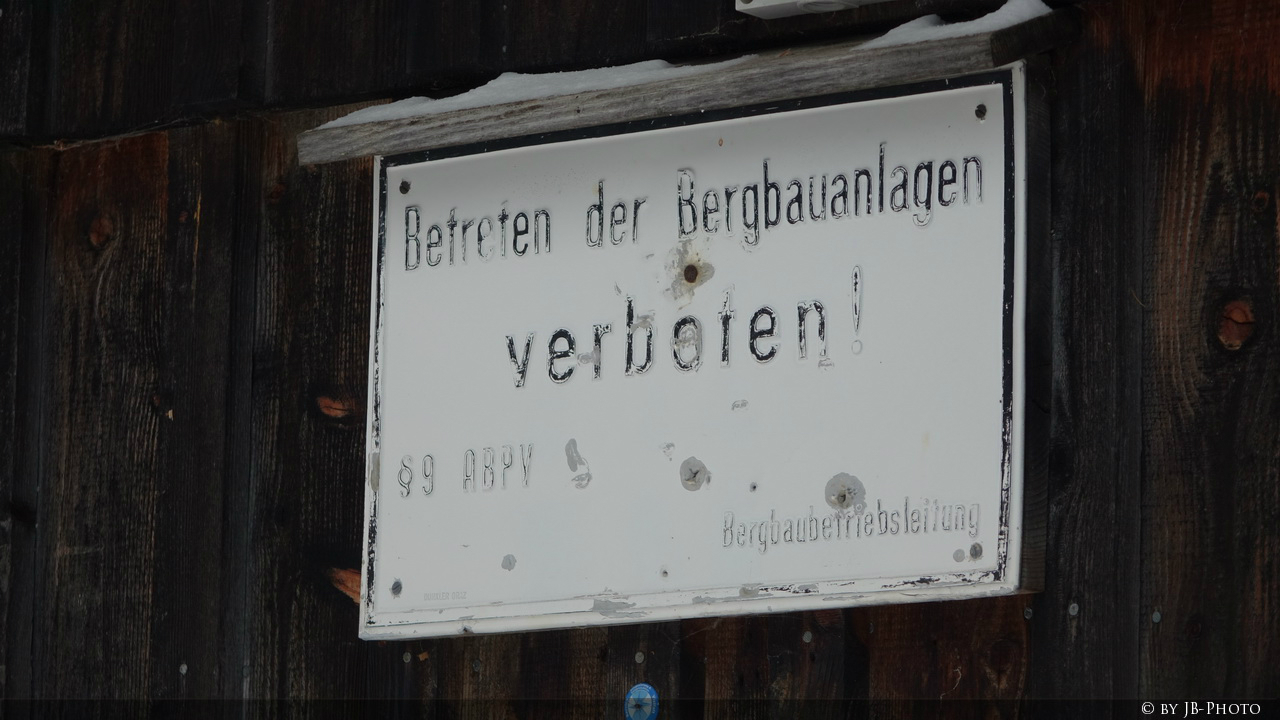 Betreten der Bergbauanlagen
verboten!
§9 ABPV
Bergbaubetriebsleitung
© BY JB-PHOTO